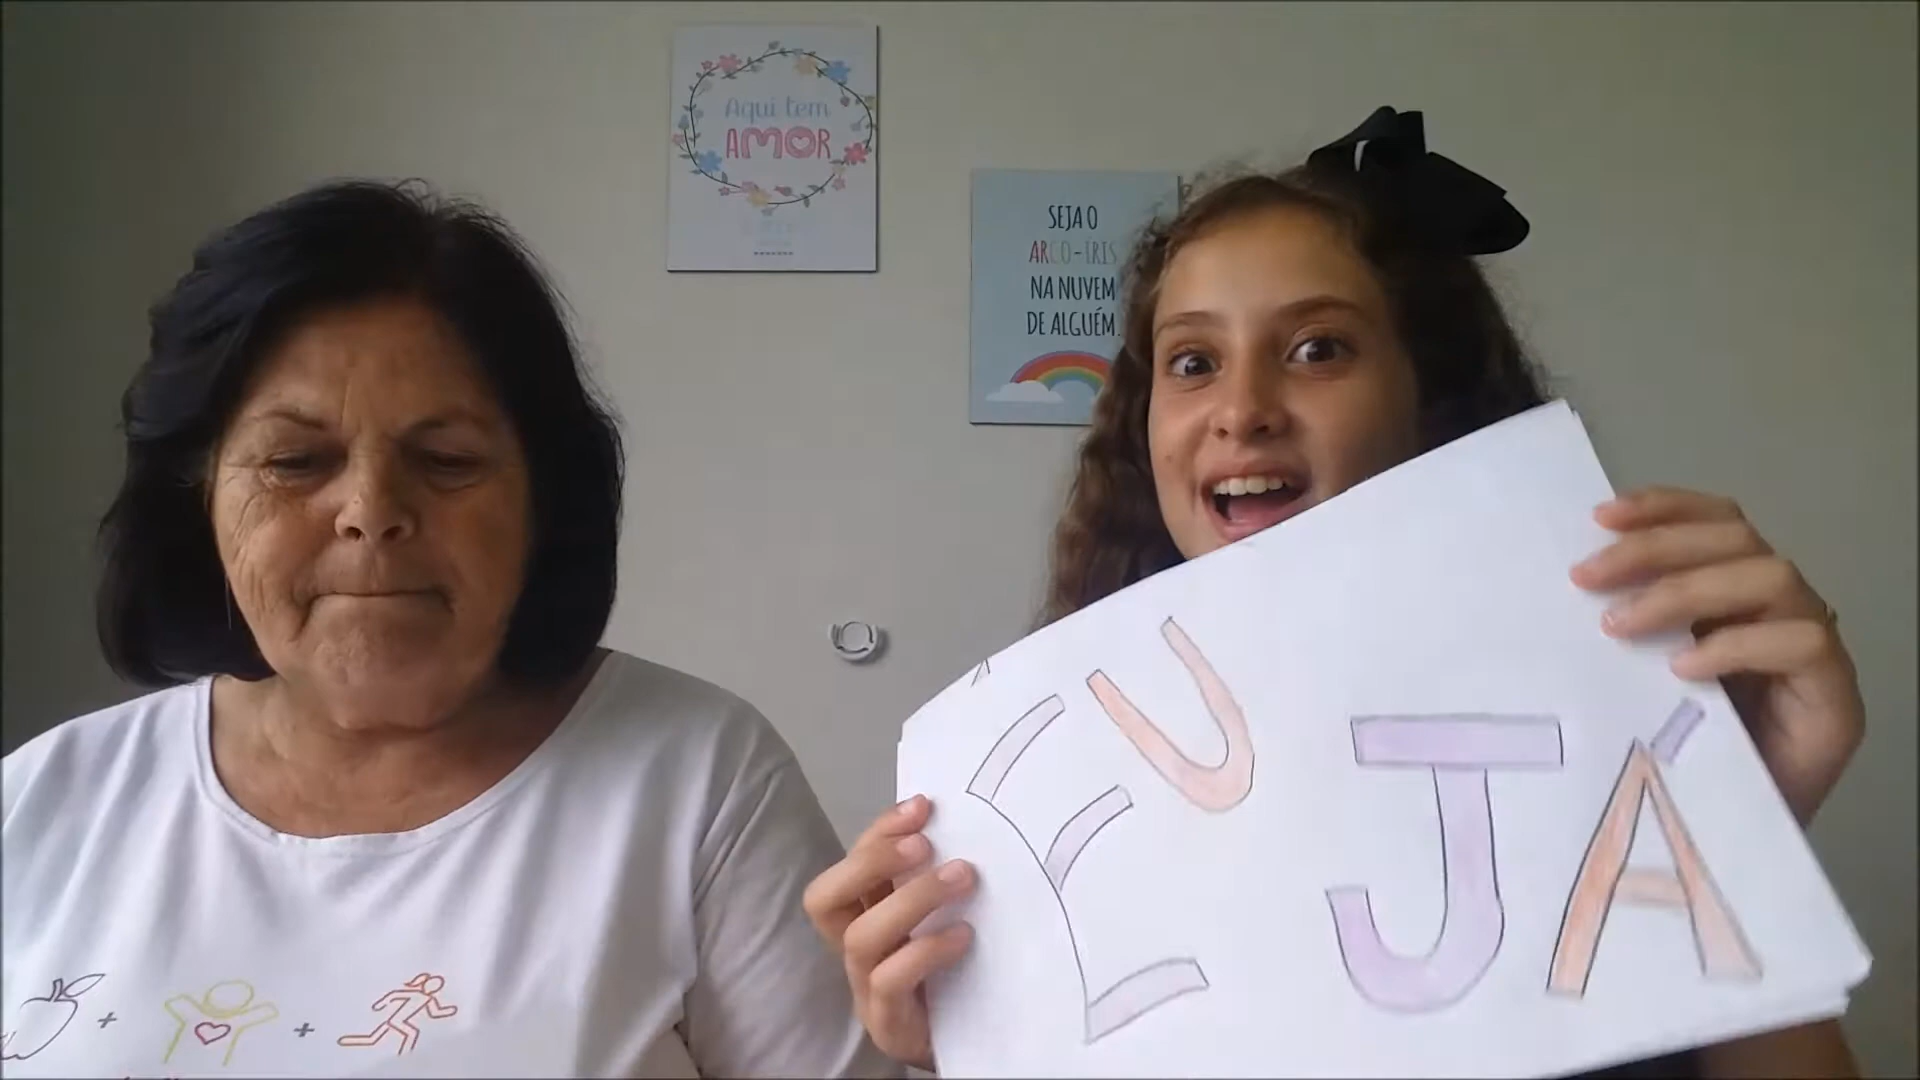 Aqui tem
AMOR
SEJA O
ARCO-ÍRIS
NA NUVEM
DE ALGUÉM.
EU JÁ
+ +